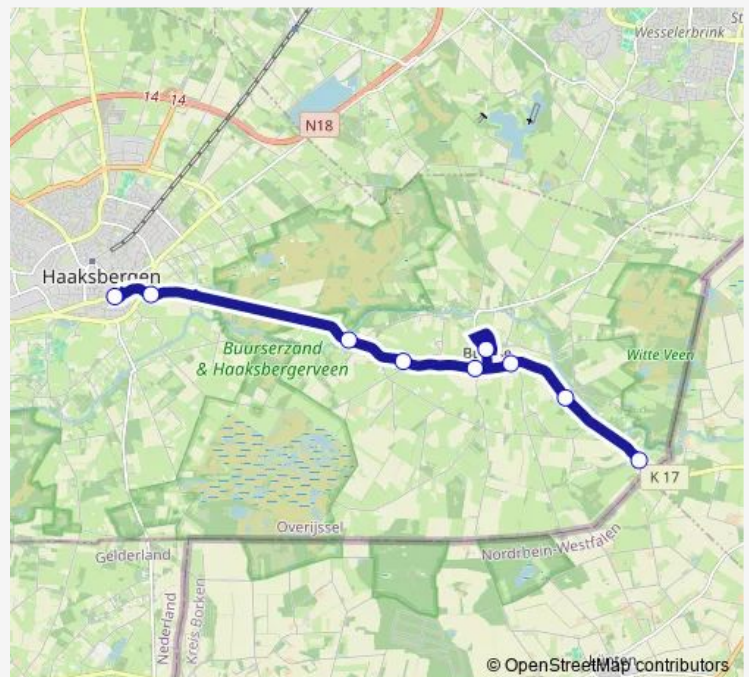 Wesselerbrink
St
14 14
N18
Haaksbergen
Buurserzand
& Haaksbergerveen
Witte Veen
K 17
Overijssel
Gelderland
Nordrhein-Westfalen
Nederland
Kreis Borken
© OpenStreetMap contributors